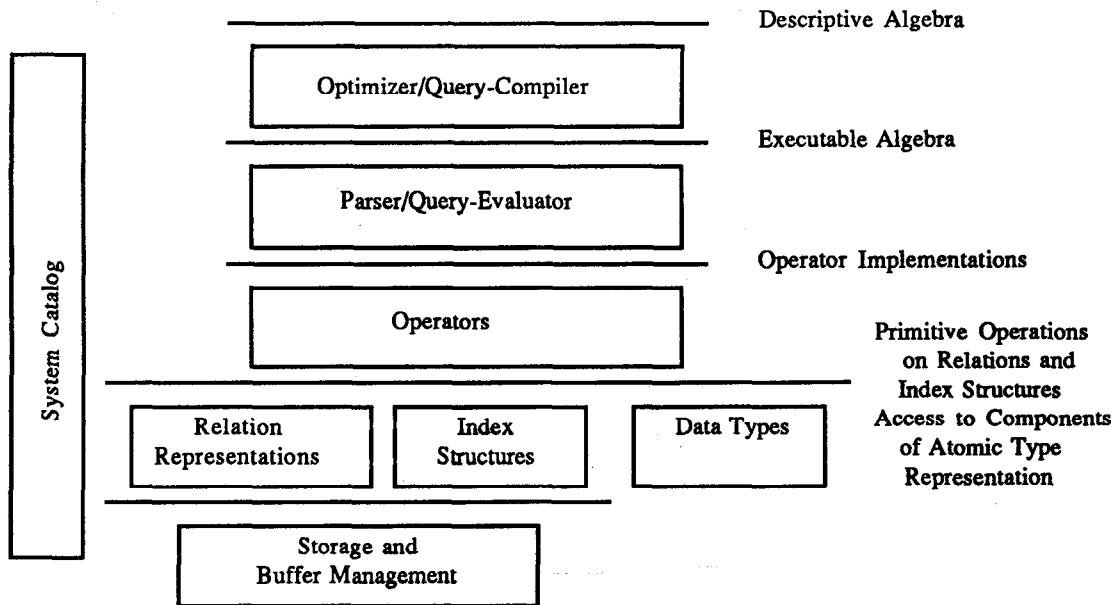 Descriptive Algebra
Optimizer/Query-Compiler
Executable Algebra
Parser/Query-Evaluator
Operator Implementations
Operators
System Catalog
Primitive Operations
on Relations and
Index Structures
Access to Components
of Atomic Type
Representation
Relation
Representations
Index
Structures
Data Types
Storage and
Buffer Management